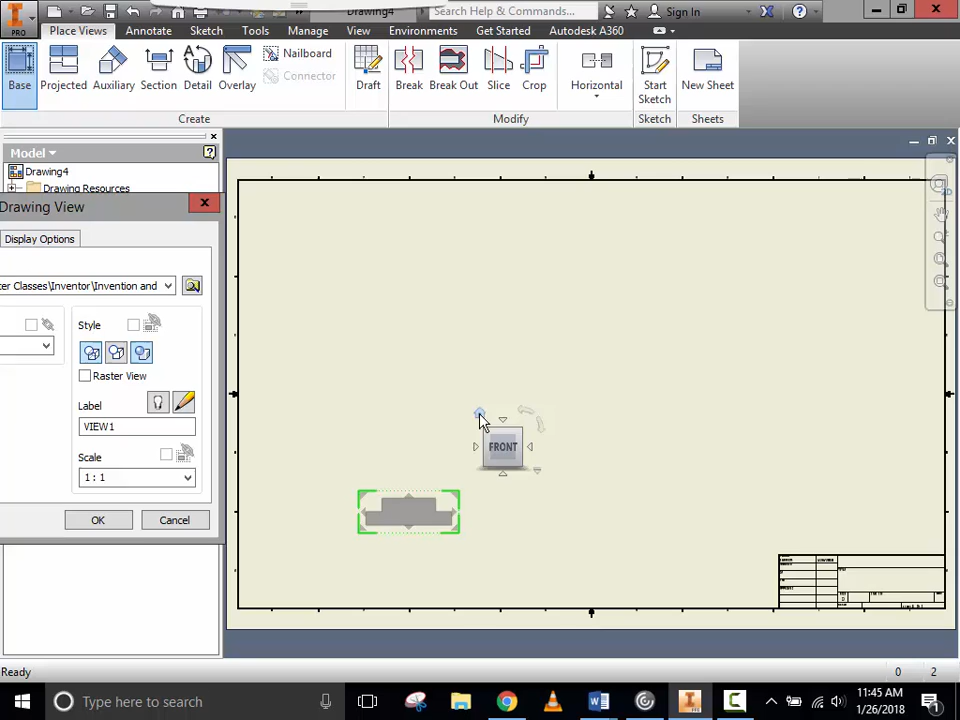 Drawing4
Search Help & Commands...
Sign In
PRO
Place Views
Annotate
Sketch
Tools
Manage
View
Environments
Get Started
Autodesk A360
Base
Projected
Auxiliary
Section
Detail
Overlay
Nailboard
Connector
Draft
Break
Break Out
Slice
Crop
Horizontal
Start
Sketch
New Sheet
Create
Modify
Sketch
Sheets
Model
Drawing4
Drawing Resources
Drawing View
Display Options
ter Classes\Inventor\Invention and
Style
Raster View
Label
VIEW1
Scale
1 : 1
OK
Cancel
FRONT
Ready
0
2
Type here to search
11:45 AM
1/26/2018